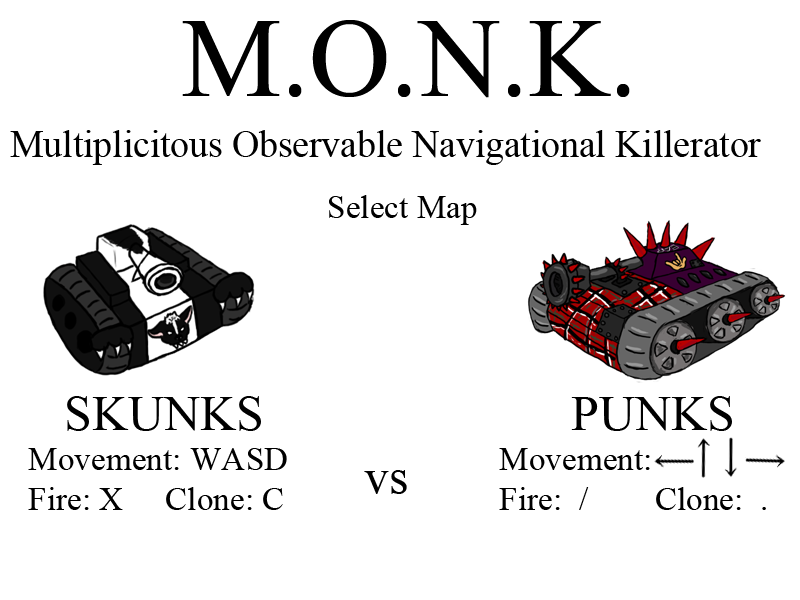 M.O.N.K.
Multiplicitous Observable Navigational Killerator
Select Map
SKUNKS
Movement: WASD
Fire: X Clone: C
vs
PUNKS
Movement:←↑↓→
Fire: / Clone: .